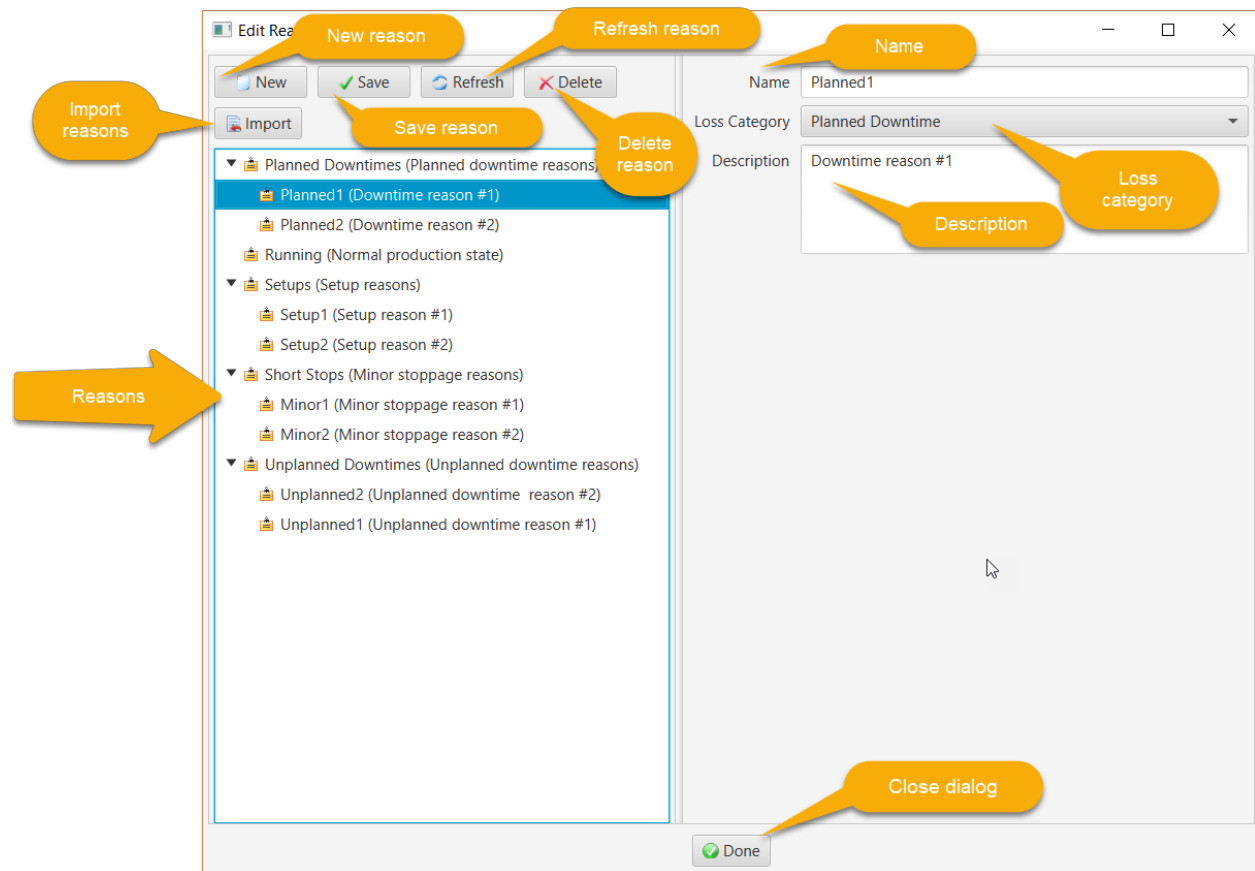 Edit Rea
New reason
Refresh reason
Name
New
Save
Refresh
Delete
Name
Planned1
Import
reasons
Import
Save reason
Delete
reason
Loss Category
Planned Downtime
Planned Downtimes (Planned downtime reasons)
Description
Downtime reason #1
Loss
category
Planned1 (Downtime reason #1)
Description
Planned2 (Downtime reason #2)
Running (Normal production state)
Setups (Setup reasons)
Setup1 (Setup reason #1)
Setup2 (Setup reason #2)
Short Stops (Minor stoppage reasons)
Reasons
Minor1 (Minor stoppage reason #1)
Minor2 (Minor stoppage reason #2)
Unplanned Downtimes (Unplanned downtime reasons)
Unplanned2 (Unplanned downtime  reason #2)
Unplanned1 (Unplanned downtime reason #1)
Close dialog
Done